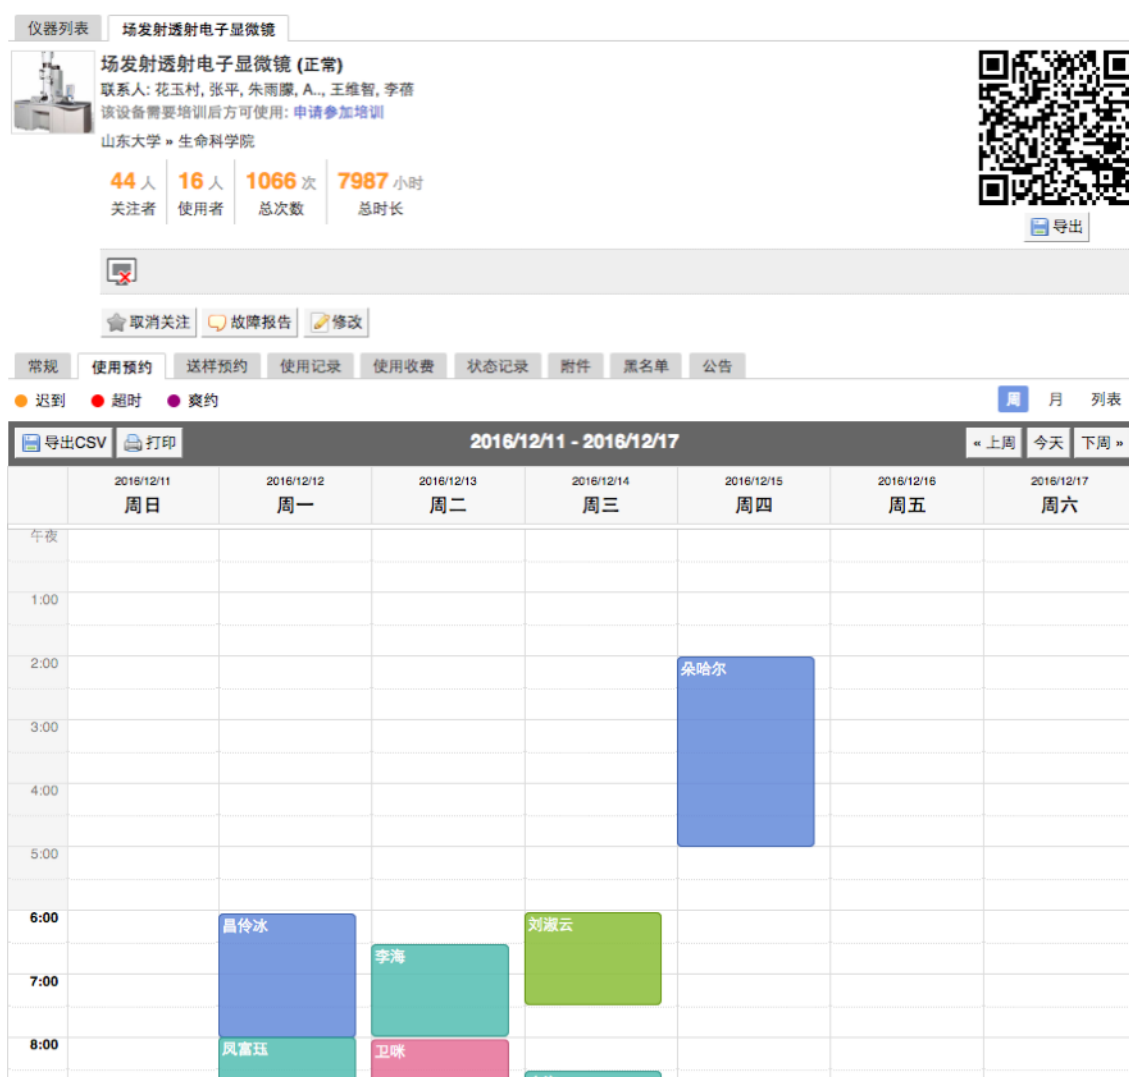 仪器列表 场发射透射电子显微镜
场发射透射电子显微镜 (正常)
联系人: 花玉村, 张平, 朱雨朦, A.., 王维智, 李蓓
该设备需要培训后方可使用: 申请参加培训
山东大学 » 生命科学院
44 人 16 人 1066 次 7987 小时
关注者 使用者 总次数 总时长
导出
取消关注 故障报告 修改
常规 使用预约 送样预约 使用记录 使用收费 状态记录 附件 黑名单 公告
迟到 超时 爽约 周 月 列表
导出CSV 打印 2016/12/11 - 2016/12/17 « 上周 今天 下周 »
2016/12/11 2016/12/12 2016/12/13 2016/12/14 2016/12/15 2016/12/16 2016/12/17
周日 周一 周二 周三 周四 周五 周六
午夜
1:00
2:00 朵哈尔
3:00
4:00
5:00
6:00 昌伶冰 刘淑云
李海
7:00
8:00 凤富珏 卫咪